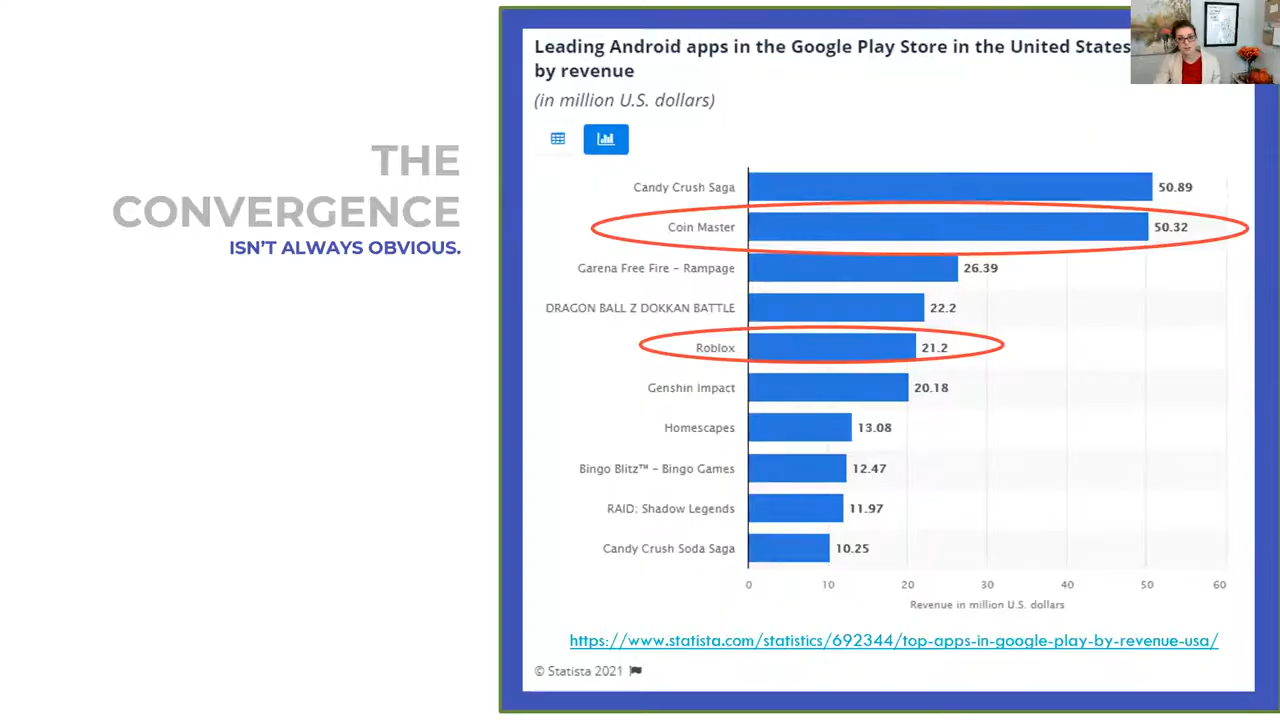 THE
CONVERGENCE
ISN'T ALWAYS OBVIOUS.
Leading Android apps in the Google Play Store in the United States
by revenue
(in million U.S. dollars)
Candy Crush Saga 50.89
Coin Master 50.32
Garena Free Fire – Rampage 26.39
DRAGON BALL Z DOKKAN BATTLE 22.2
Roblox 21.2
Genshin Impact 20.18
Homescapes 13.08
Bingo Blitz™ – Bingo Games 12.47
RAID: Shadow Legends 11.97
Candy Crush Soda Saga 10.25
0 10 20 30 40 50 60
Revenue in million U.S. dollars
https://www.statista.com/statistics/692344/top-apps-in-google-play-by-revenue-usa/
© Statista 2021